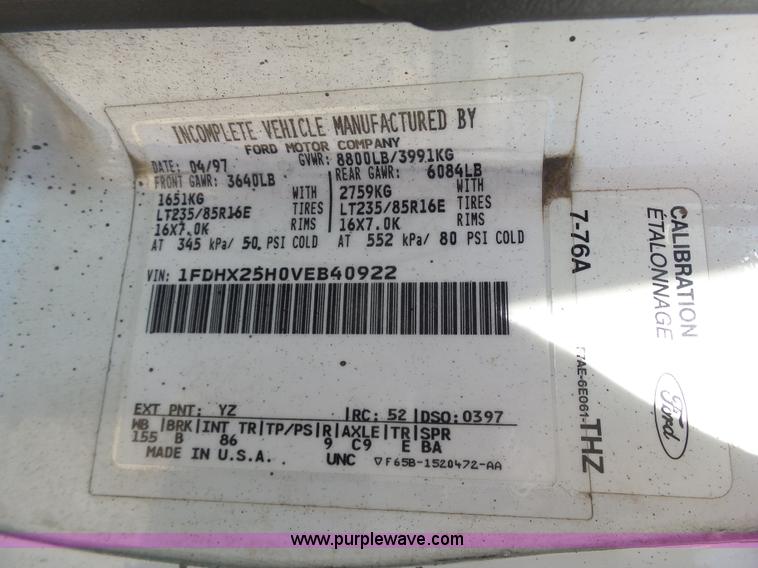 INCOMPLETE VEHICLE MANUFACTURED BY
FORD MOTOR COMPANY
DATE: 04/97 GVWR: 8800LB/3991KG
FRONT GAWR: 3640LB REAR GAWR: 6084LB
1651KG WITH 2759KG WITH
LT235/85R16E TIRES LT235/85R16E TIRES
16X7.0K RIMS 16X7.0K RIMS
AT 345 kPa/ 50 PSI COLD AT 552 kPa/ 80 PSI COLD
VIN: 1FDHX25H0VEB40922
EXT PNT: YZ |RC: 52 |DSO:0397
WB |BRK|INT TR|TP/PS|R|AXLE|TR|SPR
155 B 86 9 C9 E BA
MADE IN U.S.A. UNC ▽F65B-1520472-AA
CALIBRATION
ÉTALONNAGE
7-76A
F7AE-6E061-THZ
Ford
www.purplewave.com